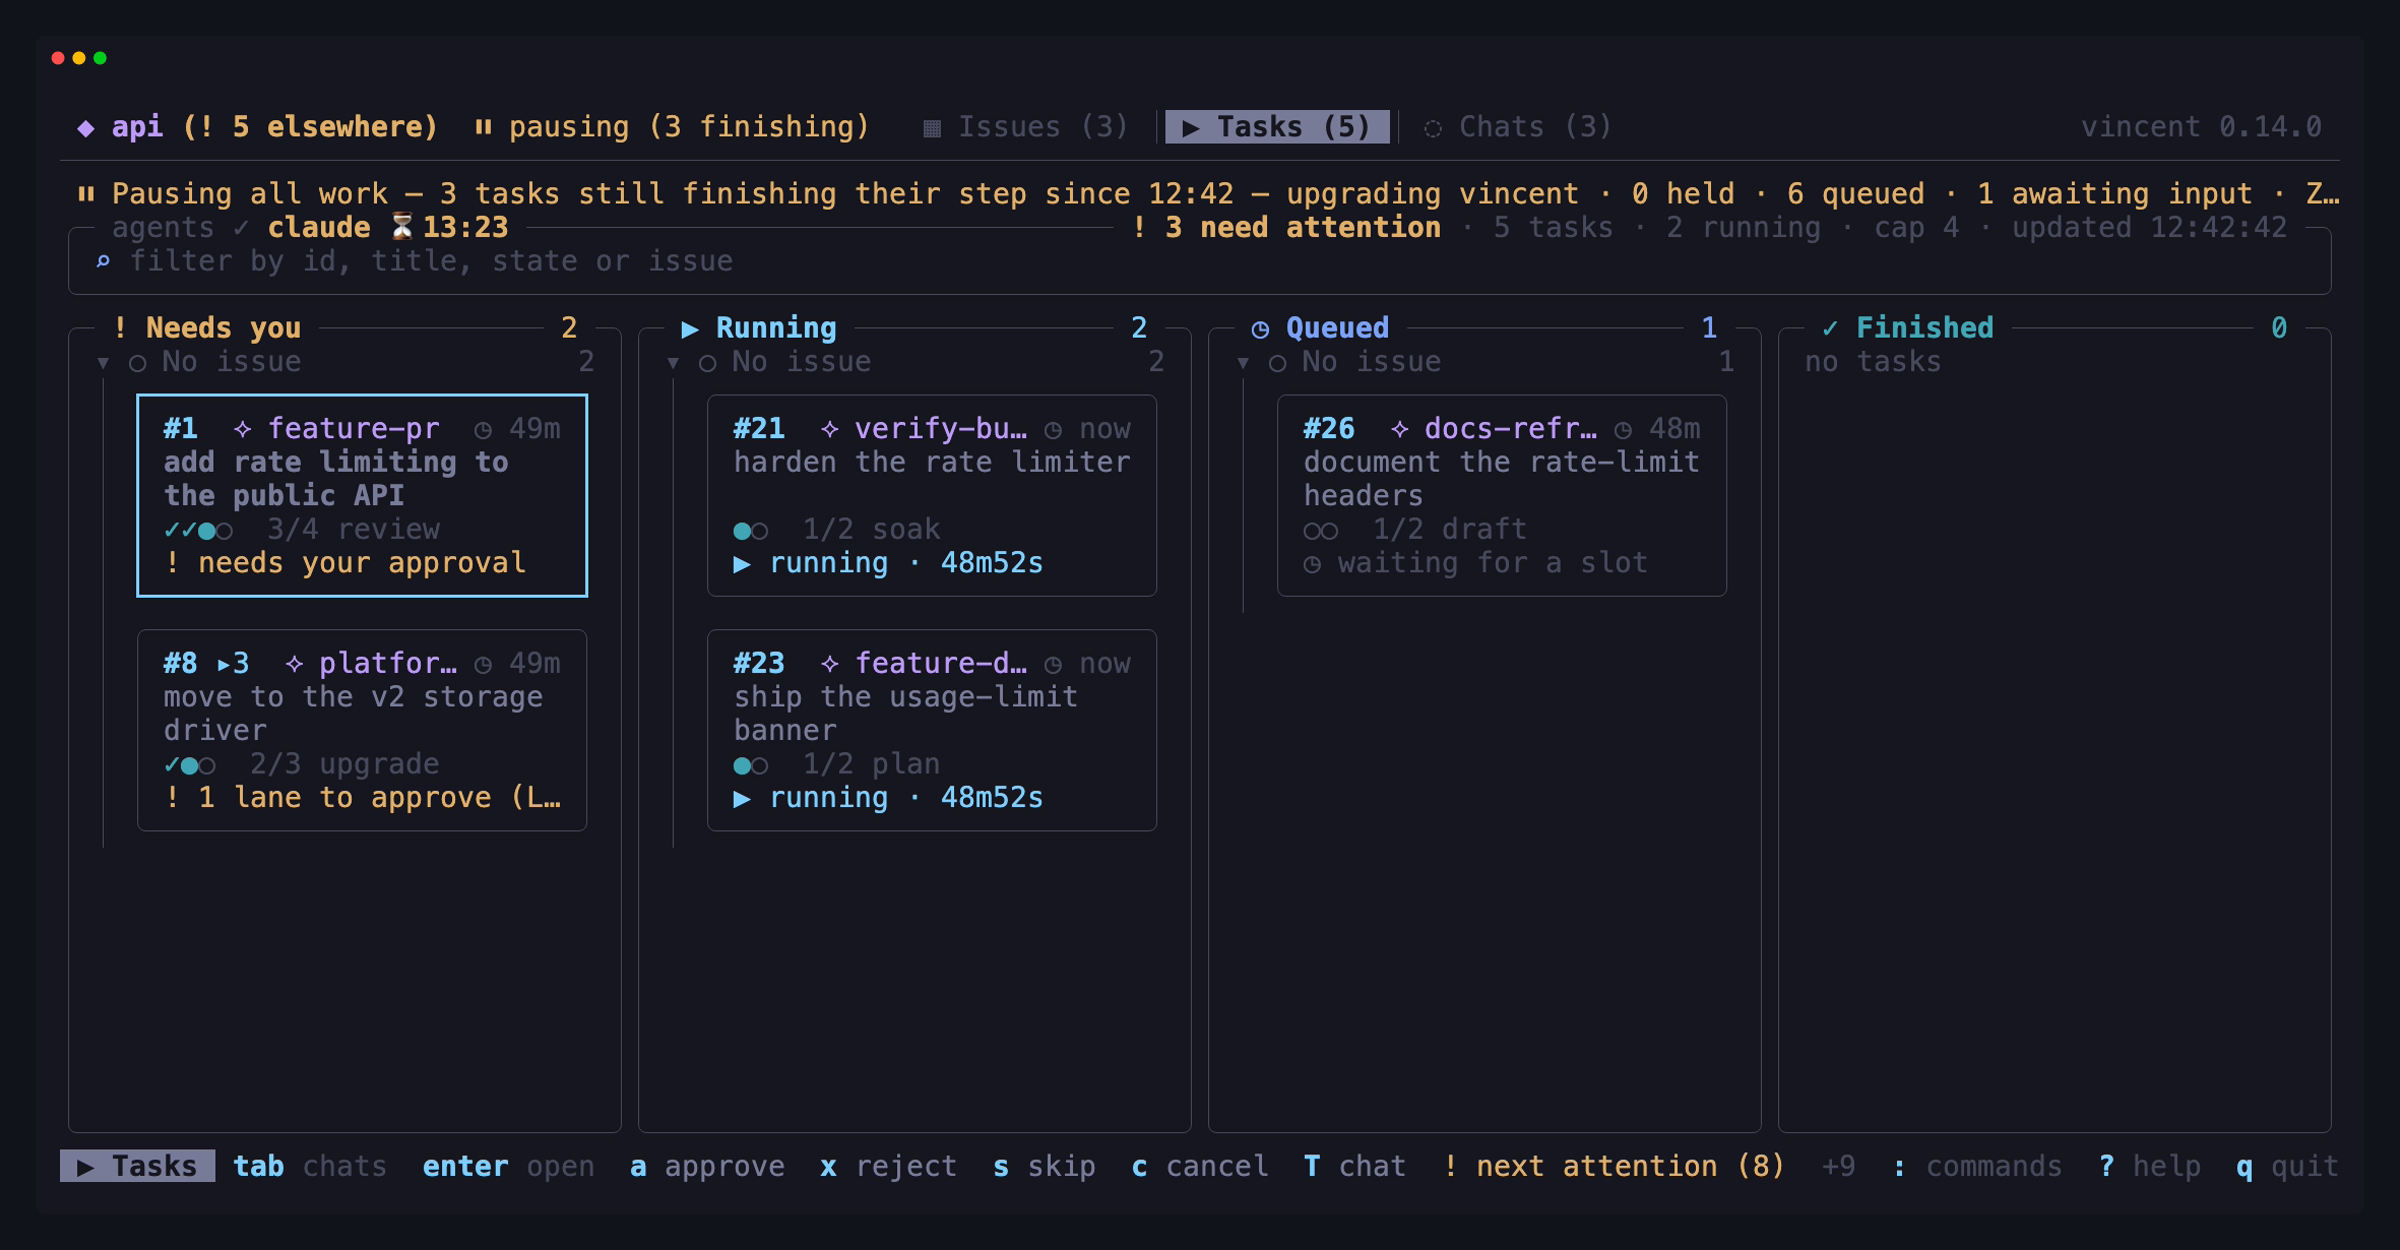 ◆ api (! 5 elsewhere) ⏸ pausing (3 finishing) ▦ Issues (3) ▶ Tasks (5) ◌ Chats (3) vincent 0.14.0
⏸ Pausing all work — 3 tasks still finishing their step since 12:42 — upgrading vincent · 0 held · 6 queued · 1 awaiting input · Z…
agents ✓ claude ⏳13:23 ! 3 need attention · 5 tasks · 2 running · cap 4 · updated 12:42:42
⌕ filter by id, title, state or issue
! Needs you 2
▼ ○ No issue 2
#1 ✧ feature-pr ◷ 49m
add rate limiting to
the public API
✓✓●○ 3/4 review
! needs your approval
#8 ▸3 ✧ platfor… ◷ 49m
move to the v2 storage
driver
✓●○ 2/3 upgrade
! 1 lane to approve (L…
▶ Running 2
▼ ○ No issue 2
#21 ✧ verify-bu… ◷ now
harden the rate limiter
●○ 1/2 soak
▶ running · 48m52s
#23 ✧ feature-d… ◷ now
ship the usage-limit
banner
●○ 1/2 plan
▶ running · 48m52s
◷ Queued 1
▼ ○ No issue 1
#26 ✧ docs-refr… ◷ 48m
document the rate-limit
headers
○○ 1/2 draft
◷ waiting for a slot
✓ Finished 0
no tasks
▶ Tasks tab chats enter open a approve x reject s skip c cancel T chat ! next attention (8) +9 : commands ? help q quit